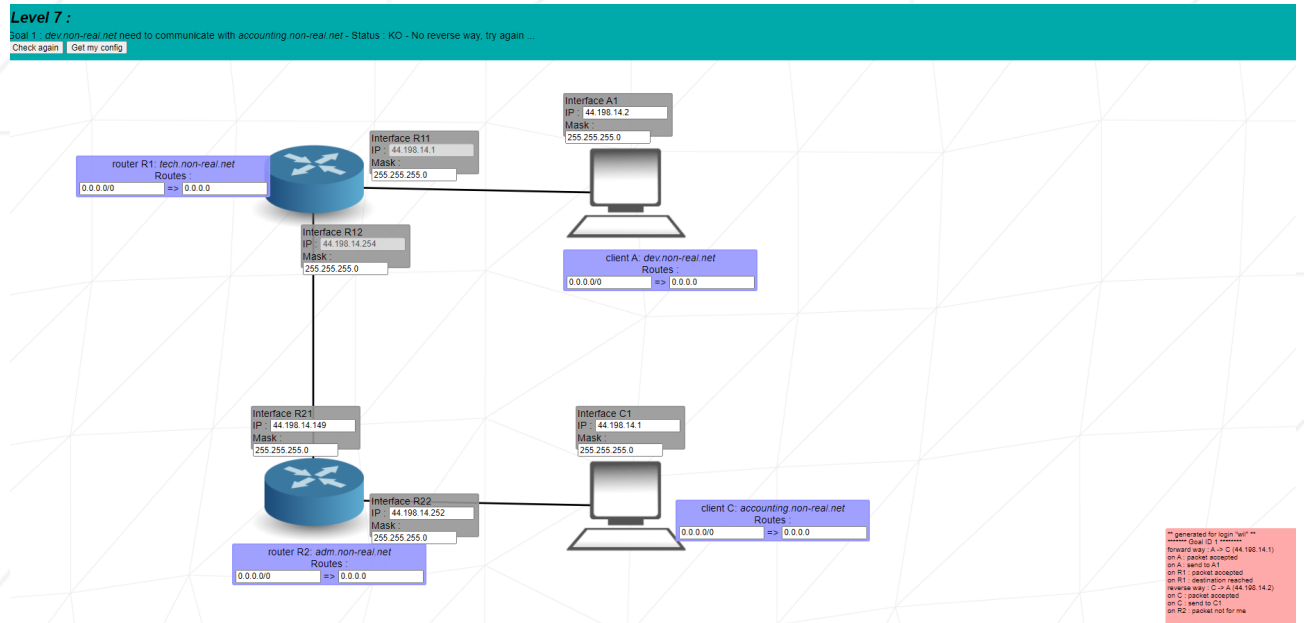 Level 7 :
Goal 1 : dev.non-real.net need to communicate with accounting.non-real.net - Status : KO - No reverse way, try again ...
Check again Get my config
Interface A1
IP : 44.198.14.2
Mask :
255.255.255.0
Interface R11
IP : 44.198.14.1
Mask :
255.255.255.0
router R1: tech.non-real.net
Routes :
0.0.0.0/0 => 0.0.0.0
Interface R12
IP : 44.198.14.254
Mask :
255.255.255.0
client A: dev.non-real.net
Routes :
0.0.0.0/0 => 0.0.0.0
Interface R21
IP : 44.198.14.149
Mask :
255.255.255.0
Interface C1
IP : 44.198.14.1
Mask :
255.255.255.0
Interface R22
IP : 44.198.14.252
Mask :
255.255.255.0
client C: accounting.non-real.net
Routes :
0.0.0.0/0 => 0.0.0.0
router R2: adm.non-real.net
Routes :
0.0.0.0/0 => 0.0.0.0
** generated for login "wil" **
******* Goal ID 1 ********
forward way : A -> C (44.198.14.1)
on A : packet accepted
on A : send to A1
on R1 : packet accepted
on R1 : destination reached
reverse way : C -> A (44.198.14.2)
on C : packet accepted
on C : send to C1
on R2 : packet not for me